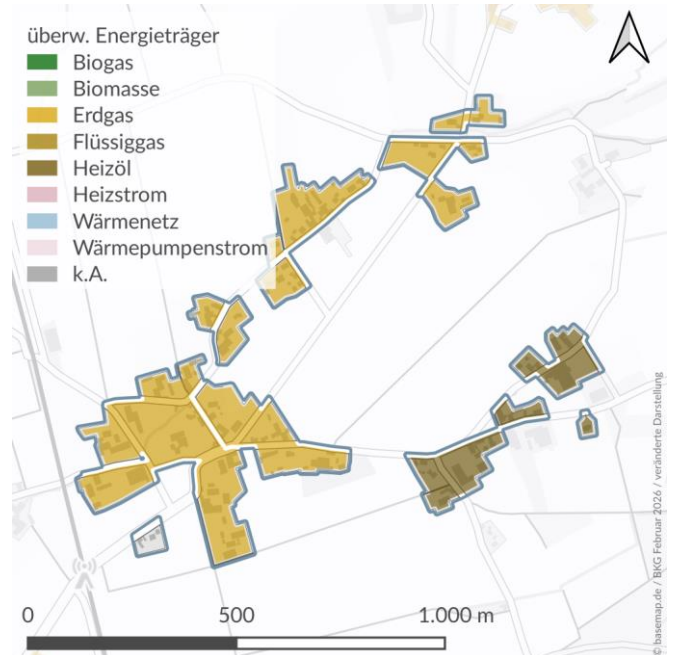 überw. Energieträger
Biogas
Biomasse
Erdgas
Flüssiggas
Heizöl
Heizstrom
Wärmenetz
Wärmepumpenstrom
k.A.
0 500 1.000 m
© basemap.de / BKG Februar 2026 / veränderte Darstellung